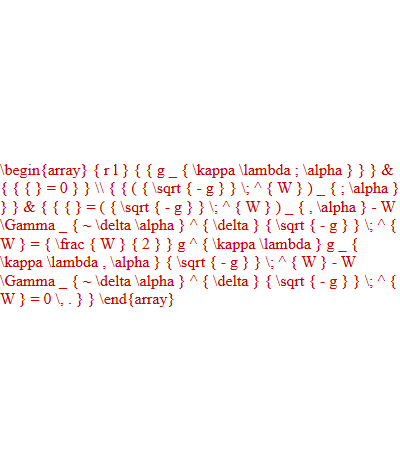 \begin{array} { r l } { { g _ { \kappa \lambda ; \alpha } } } &
{ { { } = 0 } } \\ { { ( { \sqrt { - g } } \; ^ { W } ) _ { ; \alpha }
} } & { { { } = ( { \sqrt { - g } } \; ^ { W } ) _ { , \alpha } - W
\Gamma _ { ~ \delta \alpha } ^ { \delta } { \sqrt { - g } } \; ^ {
W } = { \frac { W } { 2 } } g ^ { \kappa \lambda } g _ {
\kappa \lambda , \alpha } { \sqrt { - g } } \; ^ { W } - W
\Gamma _ { ~ \delta \alpha } ^ { \delta } { \sqrt { - g } } \; ^ {
W } = 0 \, . } } \end{array}